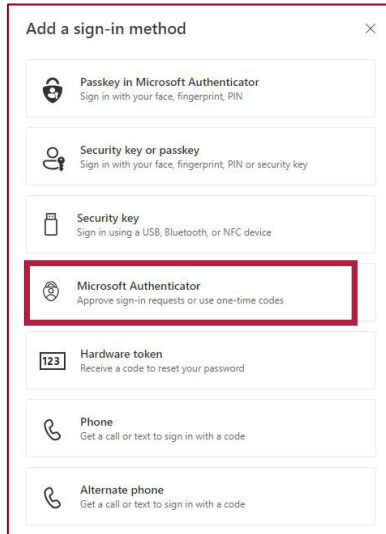 Add a sign-in method
Passkey in Microsoft Authenticator
Sign in with your face, fingerprint, PIN
Security key or passkey
Sign in with your face, fingerprint, PIN or security key
Security key
Sign in using a USB, Bluetooth, or NFC device
Microsoft Authenticator
Approve sign-in requests or use one-time codes
123
Hardware token
Receive a code to reset your password
Phone
Get a call or text to sign in with a code
Alternate phone
Get a call or text to sign in with a code